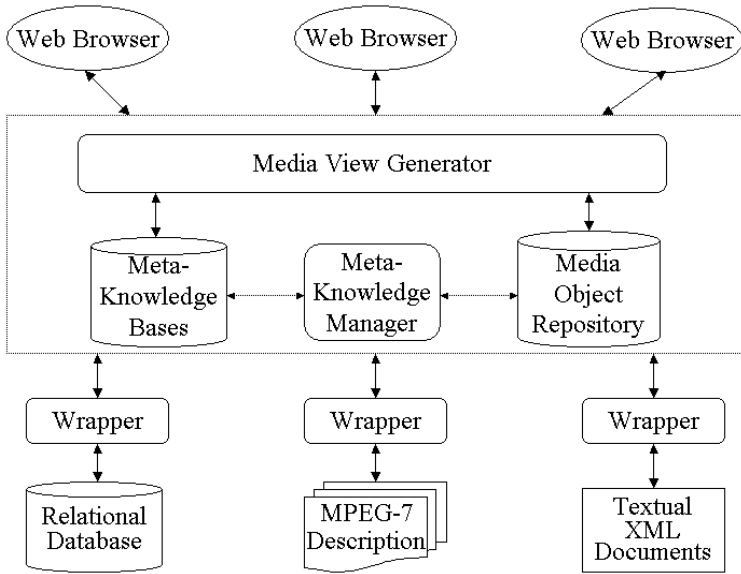 Web Browser
Web Browser
Web Browser
Media View Generator
Meta-
Knowledge
Bases
Meta-
Knowledge
Manager
Media
Object
Repository
Wrapper
Wrapper
Wrapper
Relational
Database
MPEG-7
Description
Textual
XML
Documents